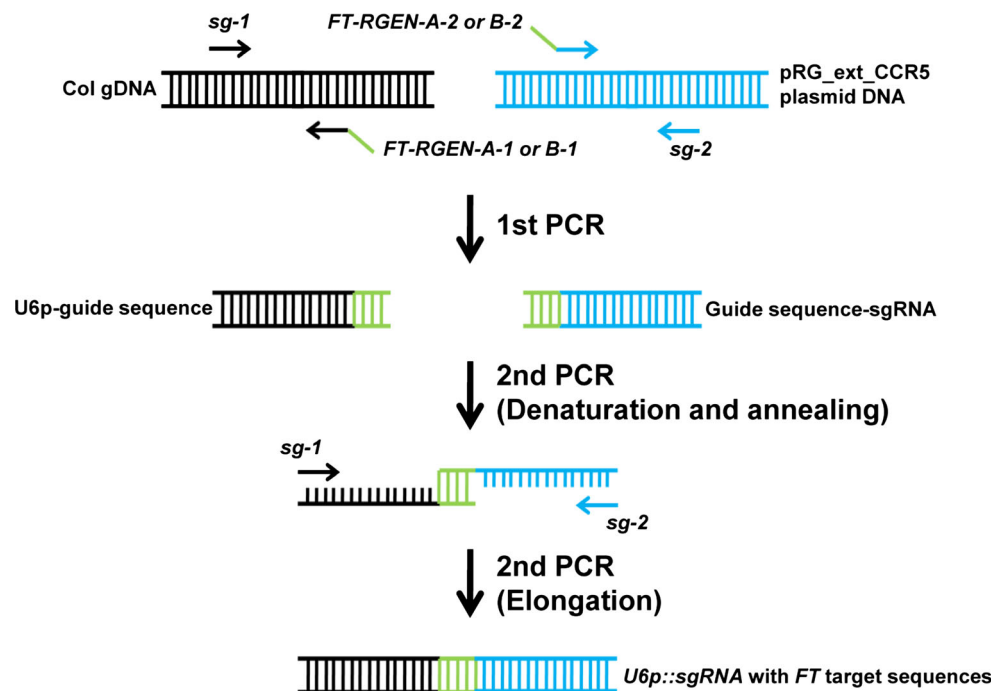 sg-1
FT-RGEN-A-2 or B-2
Col gDNA
pRG_ext_CCR5
plasmid DNA
FT-RGEN-A-1 or B-1
sg-2
1st PCR
U6p-guide sequence
Guide sequence-sgRNA
2nd PCR
(Denaturation and annealing)
sg-1
sg-2
2nd PCR
(Elongation)
U6p::sgRNA with FT target sequences